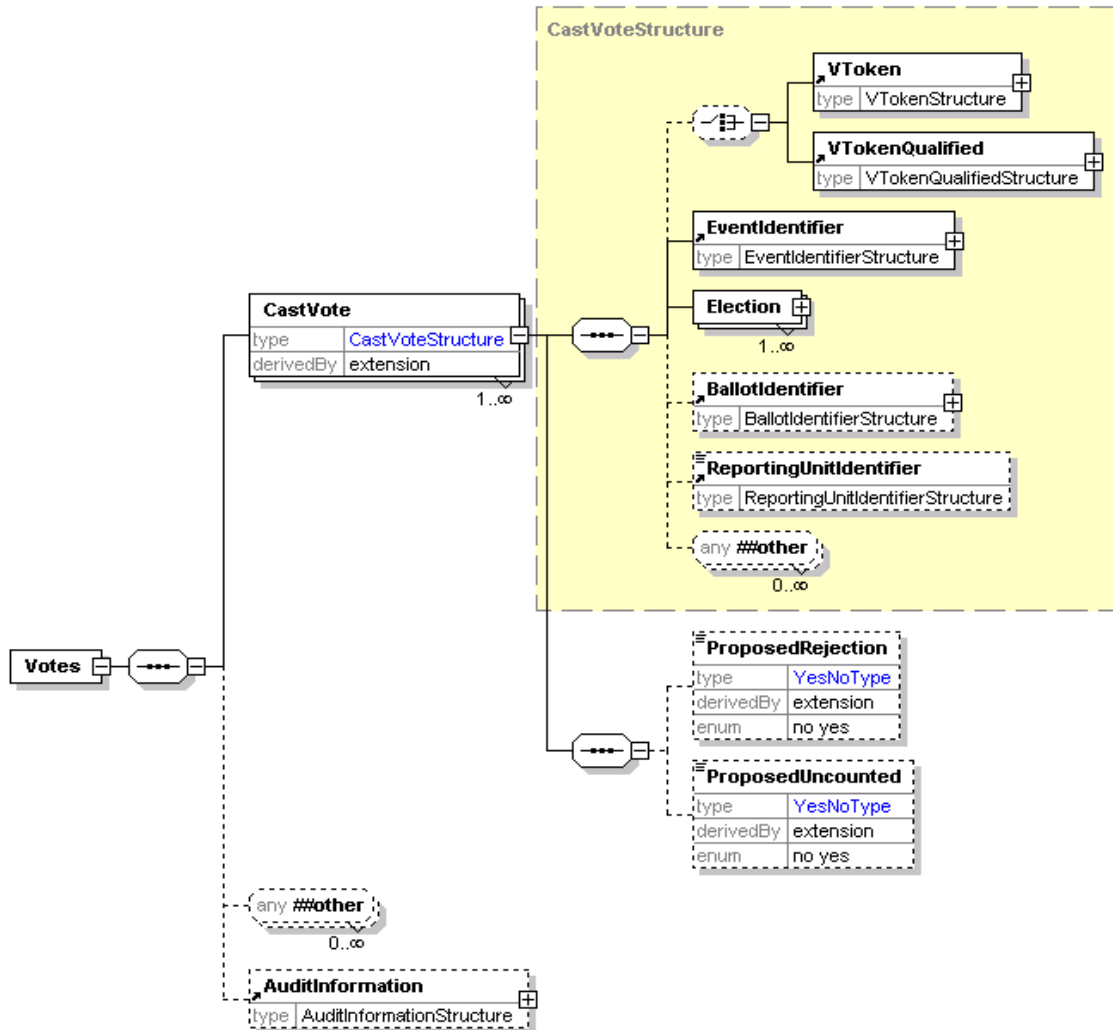 CastVoteStructure
VToken
type VTokenStructure
VTokenQualified
type VTokenQualifiedStructure
EventIdentifier
type EventIdentifierStructure
CastVote
type CastVoteStructure
derivedBy extension
1..∞
Election
1..∞
BallotIdentifier
type BallotIdentifierStructure
ReportingUnitIdentifier
type ReportingUnitIdentifierStructure
any ##other
0..∞
Votes
ProposedRejection
type YesNoType
derivedBy extension
enum no yes
ProposedUncounted
type YesNoType
derivedBy extension
enum no yes
any ##other
0..∞
AuditInformation
type AuditInformationStructure